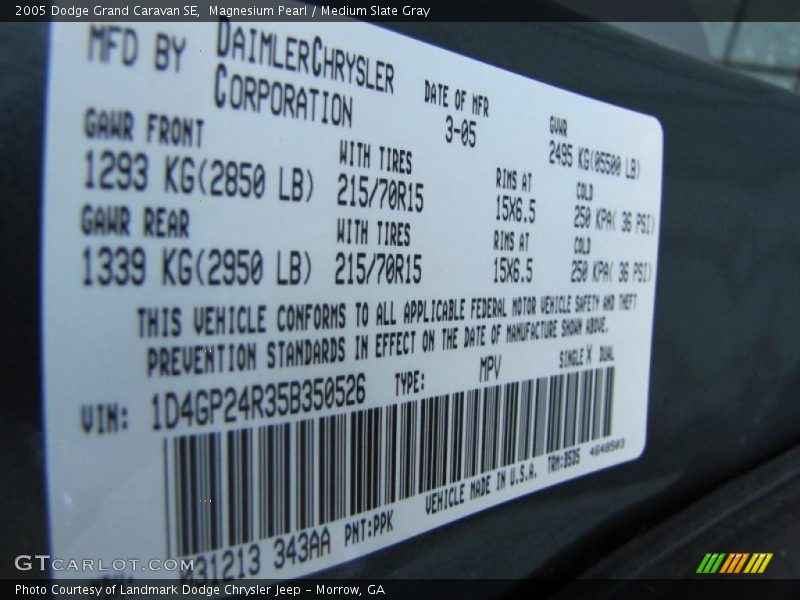 2005 Dodge Grand Caravan SE, Magnesium Pearl / Medium Slate Gray
MFD BY DAIMLERCHRYSLER CORPORATION
DATE OF MFR 3-05
GVWR 2495 KG(05500 LB)
GAWR FRONT 1293 KG(2850 LB)
WITH TIRES 215/70R15
RIMS AT 15X6.5
COLD 250 KPA( 36 PSI)
GAWR REAR 1339 KG(2950 LB)
WITH TIRES 215/70R15
RIMS AT 15X6.5
COLD 250 KPA( 36 PSI)
THIS VEHICLE CONFORMS TO ALL APPLICABLE FEDERAL MOTOR VEHICLE SAFETY AND THEFT
PREVENTION STANDARDS IN EFFECT ON THE DATE OF MANUFACTURE SHOWN ABOVE.
VIN: 1D4GP24R35B350526 TYPE: MPV SINGLE X DUAL
VEHICLE MADE IN U.S.A. TRM:B5D5 4648503
031213 343AA PNT:PPK
GTCARLOT.COM
Photo Courtesy of Landmark Dodge Chrysler Jeep - Morrow, GA